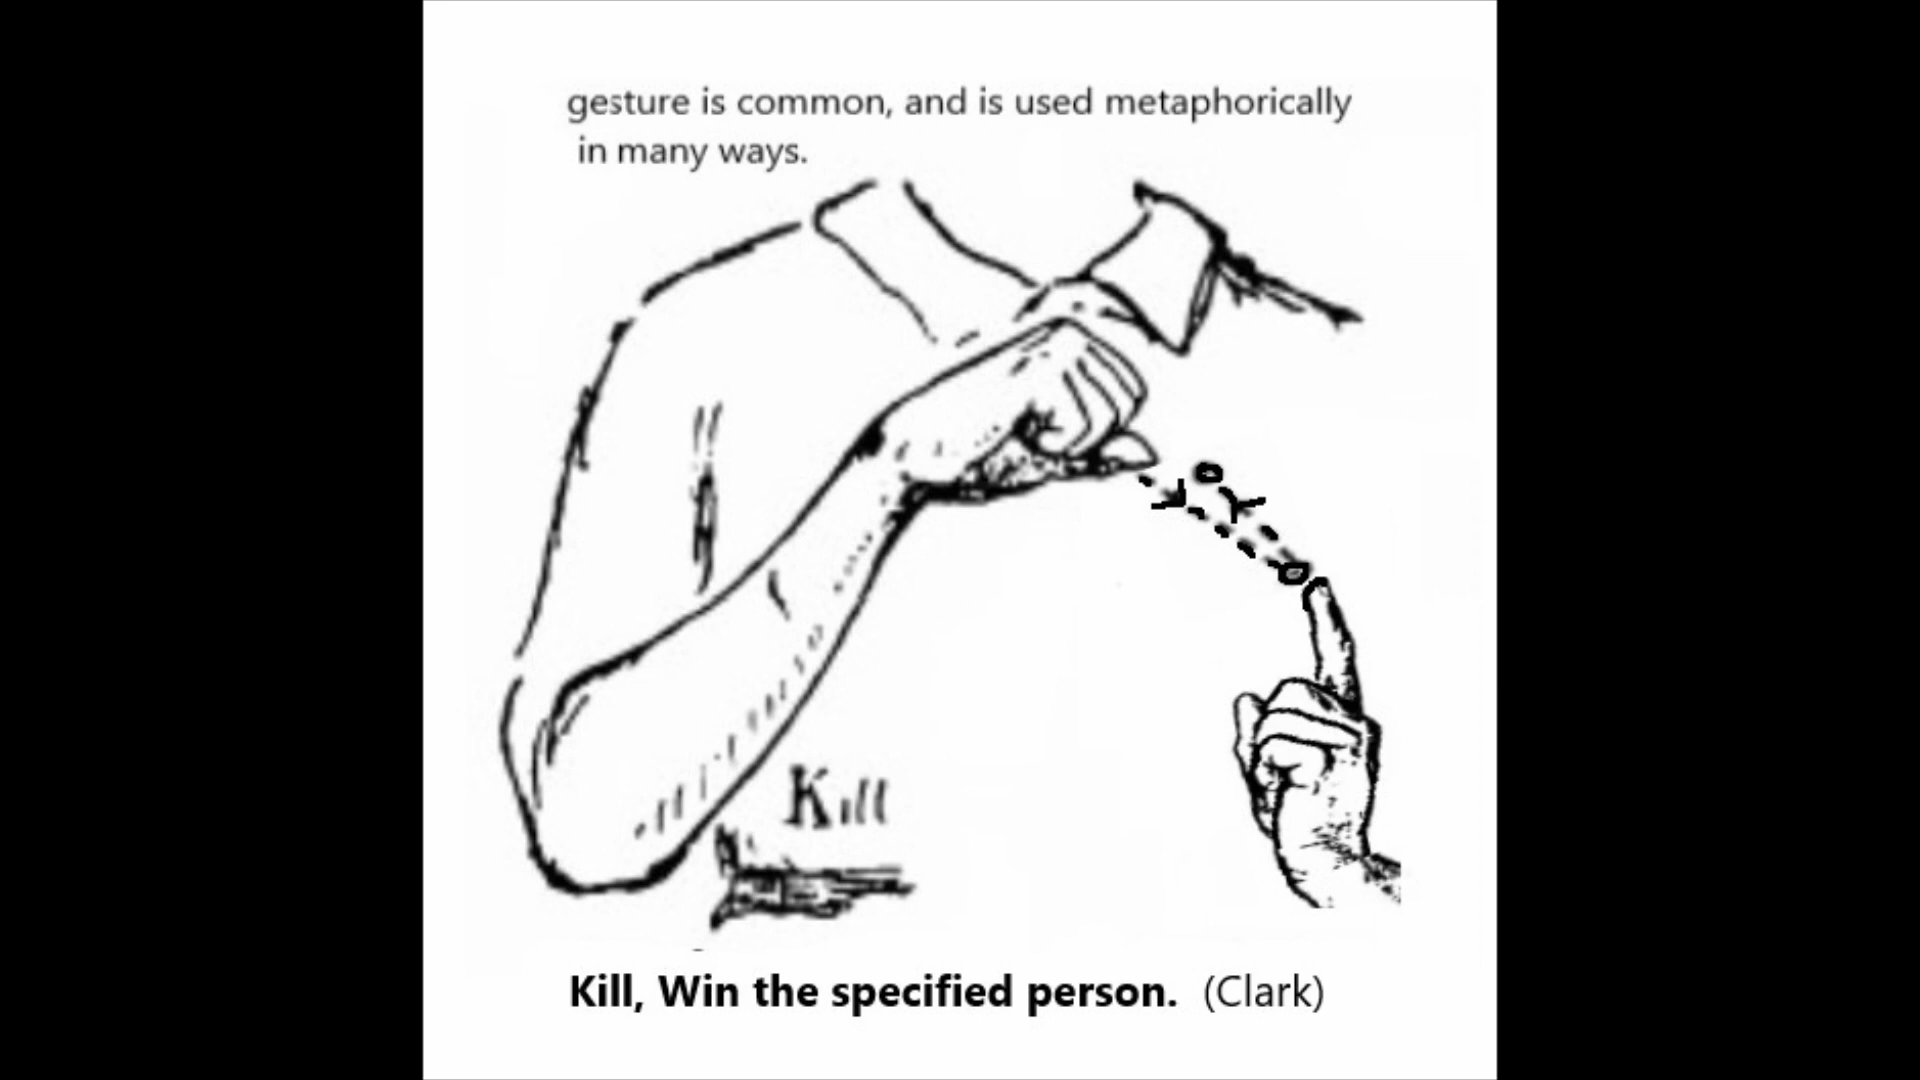 gesture is common, and is used metaphorically
in many ways.
Kill
Kill, Win the specified person. (Clark)